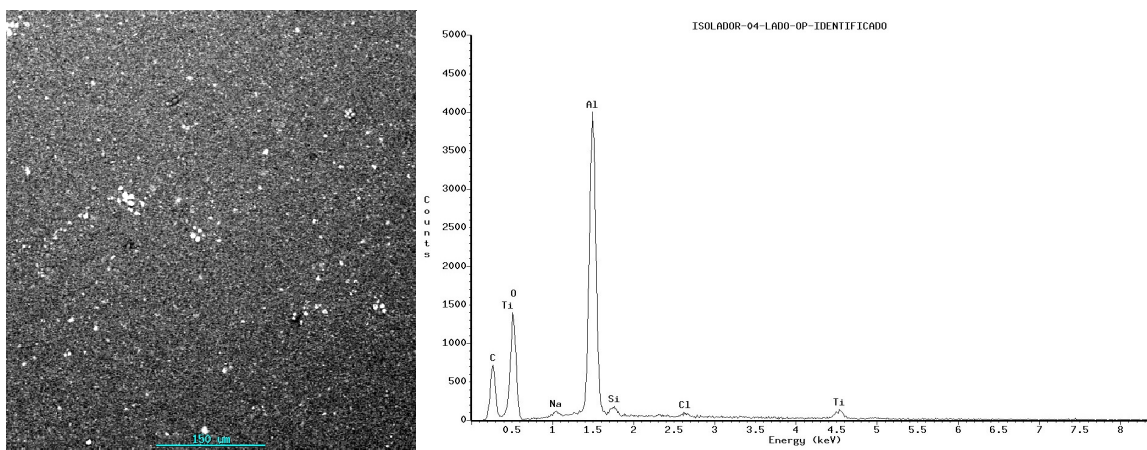 ISOLADOR-04-LADO-OP-IDENTIFICADO
5000
4500
4000
3500
3000
2500
2000
1500
1000
500
0
Counts
Al
O
Ti
C
Na
Si
Cl
Ti
0.5 1 1.5 2 2.5 3 3.5 4 4.5 5 5.5 6 6.5 7 7.5 8
Energy (keV)
150 µm